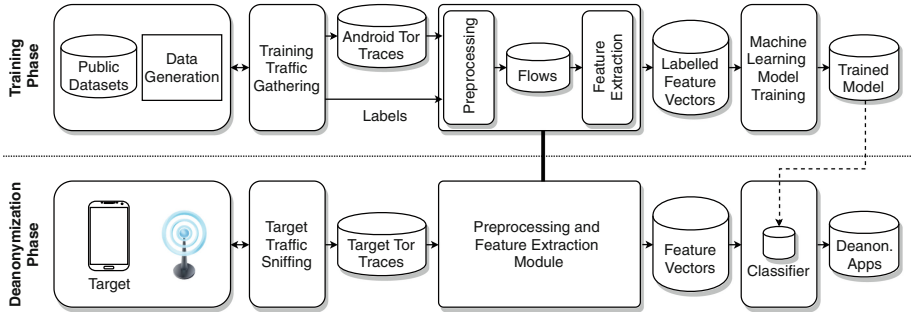 Training
Phase
Public
Datasets
Data
Generation
Training
Traffic
Gathering
Android Tor
Traces
Labels
Preprocessing
Flows
Feature
Extraction
Labelled
Feature
Vectors
Machine
Learning
Model
Training
Trained
Model
Deanonymization
Phase
Target
Target
Traffic
Sniffing
Target Tor
Traces
Preprocessing and
Feature Extraction
Module
Feature
Vectors
Classifier
Deanon.
Apps